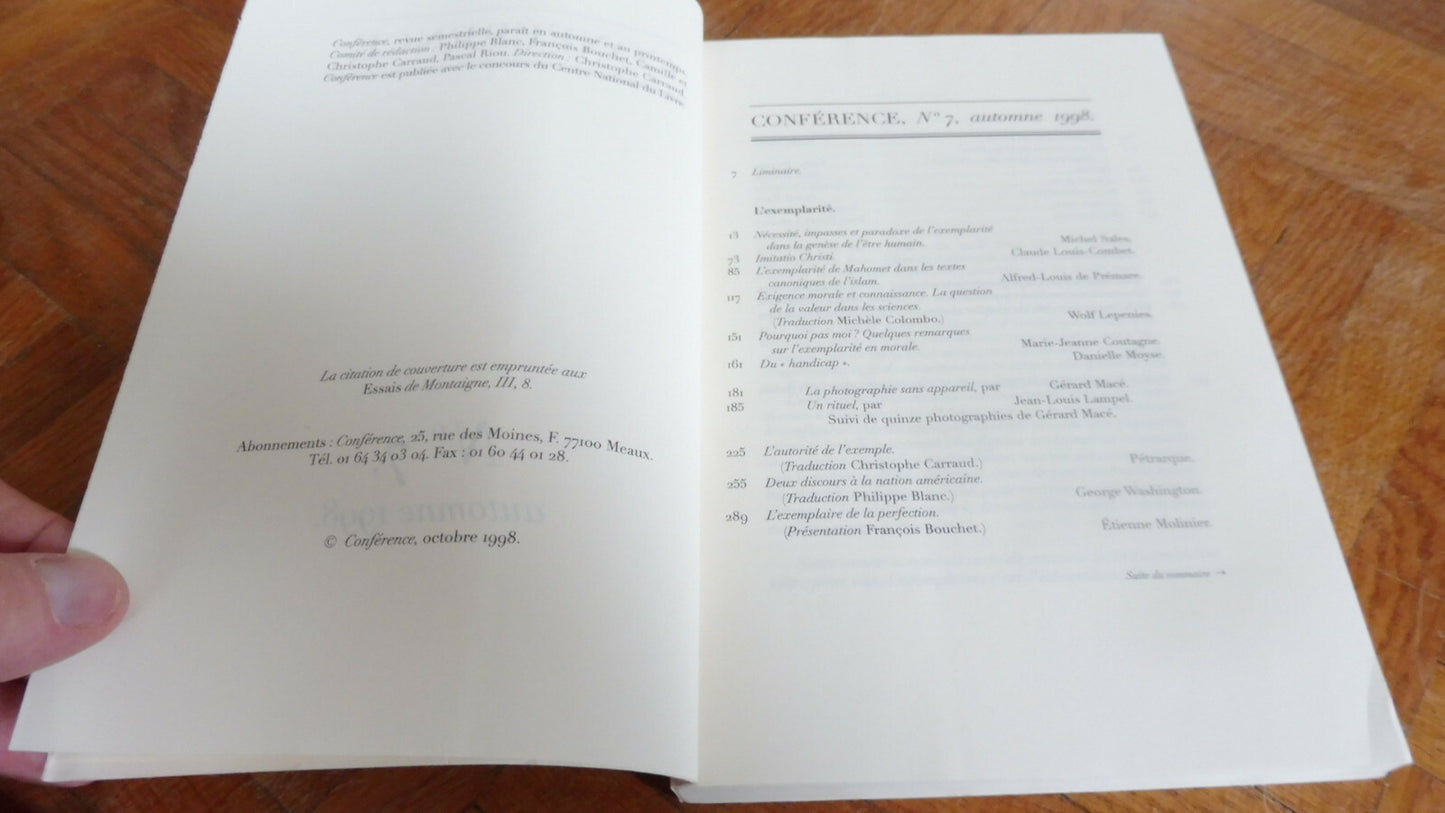 Conférence, revue semestrielle, paraît en automne et au printemps.
Comité de rédaction : Philippe Blanc, François Bouchet, Camille et
Christophe Carraud, Pascal Riou. Direction : Christophe Carraud.
Conférence est publiée avec le concours du Centre National du Livre.
La citation de couverture est empruntée aux
Essais de Montaigne, III, 8.
Abonnements : Conférence, 25, rue des Moines, F. 77100 Meaux.
Tél. 01 64 34 03 04. Fax : 01 60 44 01 28.
© Conférence, octobre 1998.
CONFÉRENCE, N° 7, automne 1998.
7 Liminaire.
L'exemplarité.
13 Nécessité, impasses et paradoxe de l'exemplarité
dans la genèse de l'être humain. Michel Sales.
73 Imitatio Christi. Claude Louis-Combet.
85 L'exemplarité de Mahomet dans les textes
canoniques de l'islam. Alfred-Louis de Prémare.
117 Exigence morale et connaissance. La question
de la valeur dans les sciences.
(Traduction Michèle Colombo.) Wolf Lepenies.
151 Pourquoi pas moi ? Quelques remarques
sur l'exemplarité en morale. Marie-Jeanne Coutagne.
161 Du « handicap ». Danielle Moyse.
181 La photographie sans appareil, par Gérard Macé.
185 Un rituel, par Jean-Louis Lampel.
Suivi de quinze photographies de Gérard Macé.
225 L'autorité de l'exemple.
(Traduction Christophe Carraud.) Pétrarque.
255 Deux discours à la nation américaine.
(Traduction Philippe Blanc.) George Washington.
289 L'exemplaire de la perfection.
(Présentation François Bouchet.) Étienne Molinier.
Suite du sommaire →